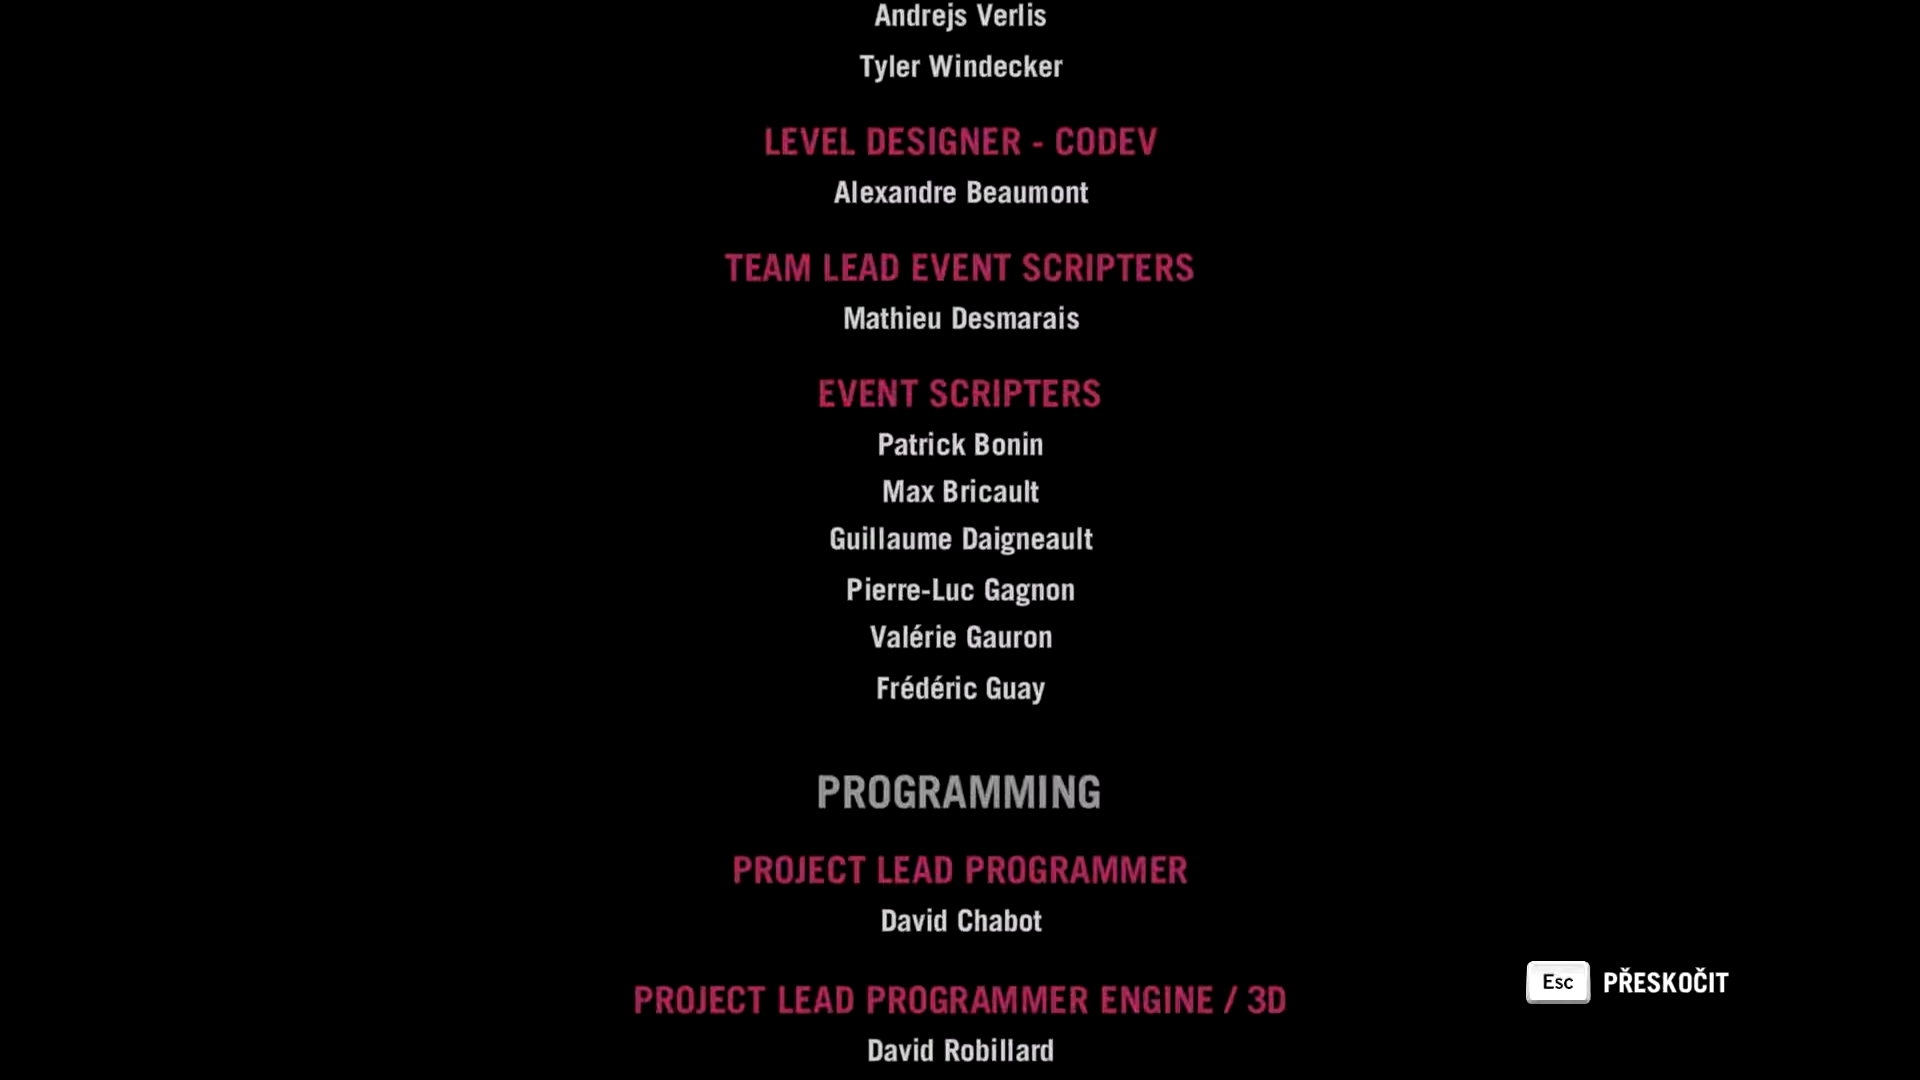 Andrejs Verlis
Tyler Windecker
LEVEL DESIGNER - CODEV
Alexandre Beaumont
TEAM LEAD EVENT SCRIPTERS
Mathieu Desmarais
EVENT SCRIPTERS
Patrick Bonin
Max Bricault
Guillaume Daigneault
Pierre-Luc Gagnon
Valérie Gauron
Frédéric Guay
PROGRAMMING
PROJECT LEAD PROGRAMMER
David Chabot
Esc PŘESKOČIT
PROJECT LEAD PROGRAMMER ENGINE / 3D
David Robillard